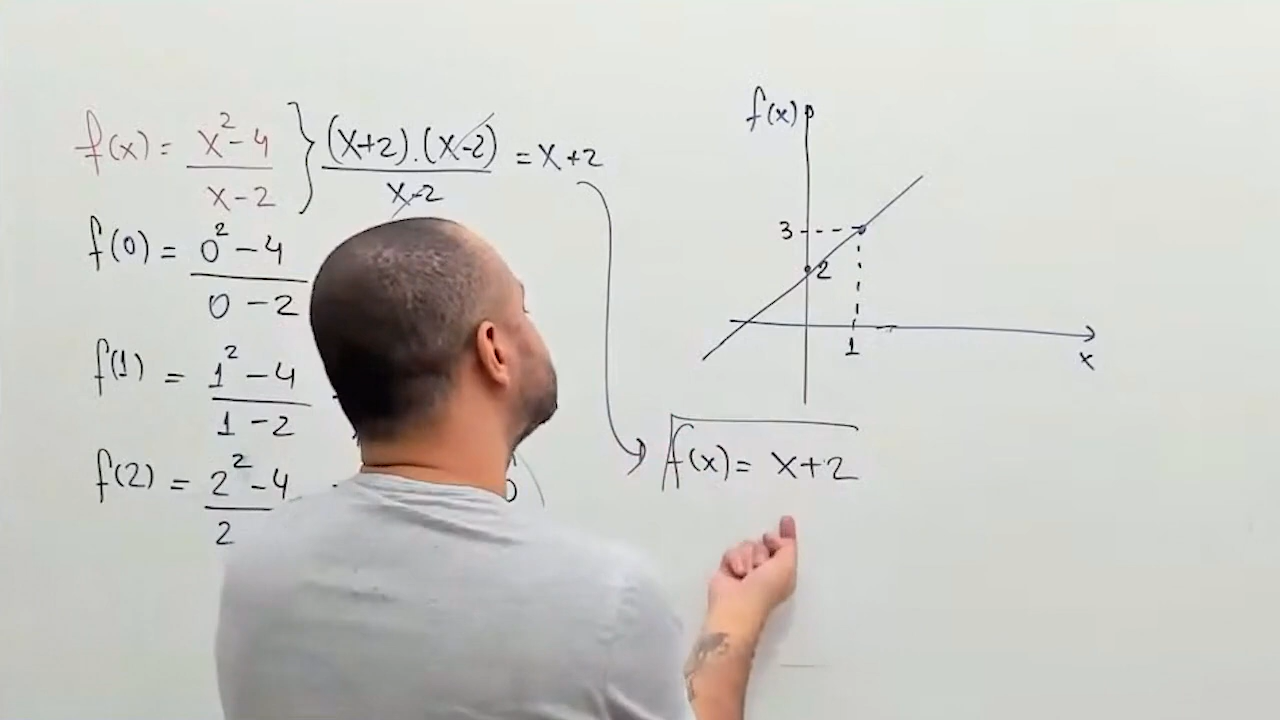 f(x) = x² - 4 / x - 2 } (x+2).(x-2) / x-2 = x+2
f(0) = 0² - 4 / 0 - 2
f(1) = 1² - 4 / 1 - 2
f(2) = 2² - 4 / 2
0
f(x)
3
2
1
x
f(x) = x+2